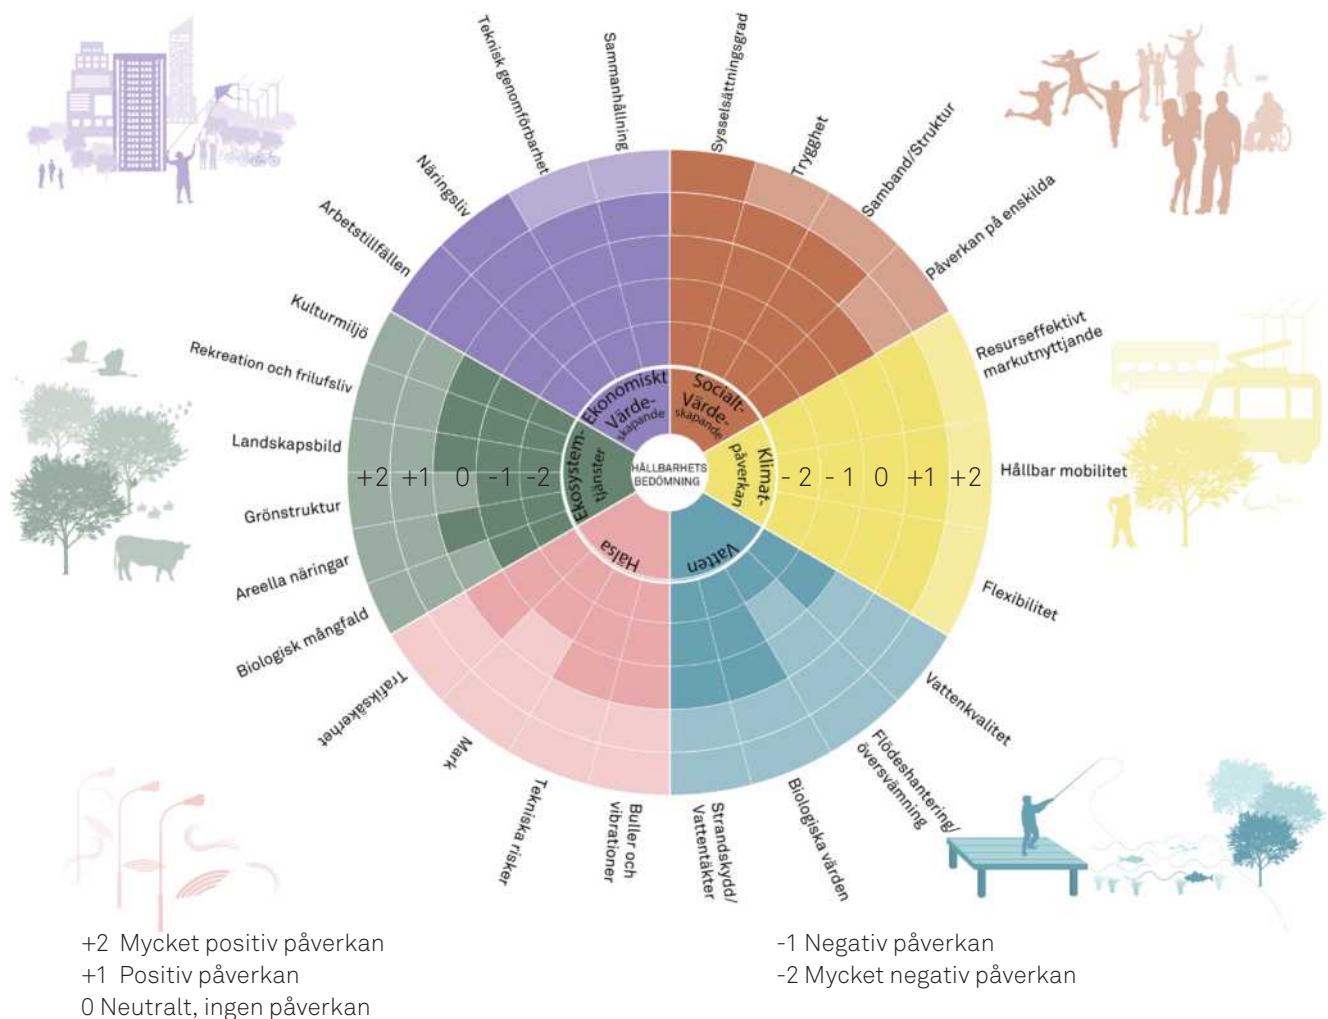 Teknisk genomförbarhet
Sammanhållning
Sysselsättningsgrad
Trygghet
Samband/Struktur
Påverkan på enskilda
Näringsliv
Arbetstillfällen
Kulturmiljö
Rekreation och frilufsliv
Landskapsbild
Grönstruktur
Areella näringar
Biologisk mångfald
Resurseffektivt
markutnyttjande
Hållbar mobilitet
Flexibilitet
Ekonomiskt
Värde-
skapande
Socialt-
Värde-
skapande
Ekosystem-
tjänster
Klimat-
påverkan
HÅLLBARHETS
BEDÖMNING
+2 +1 0 -1 -2
- 2 - 1 0 +1 +2
Hälsa
Vatten
Trafiksäkerhet
Mark
Tekniska risker
Buller och
vibrationer
Strandskydd/
Vattentäkter
Biologiska värden
Flödeshantering/
översvämning
Vattenkvalitet
+2 Mycket positiv påverkan
+1 Positiv påverkan
0 Neutralt, ingen påverkan
-1 Negativ påverkan
-2 Mycket negativ påverkan